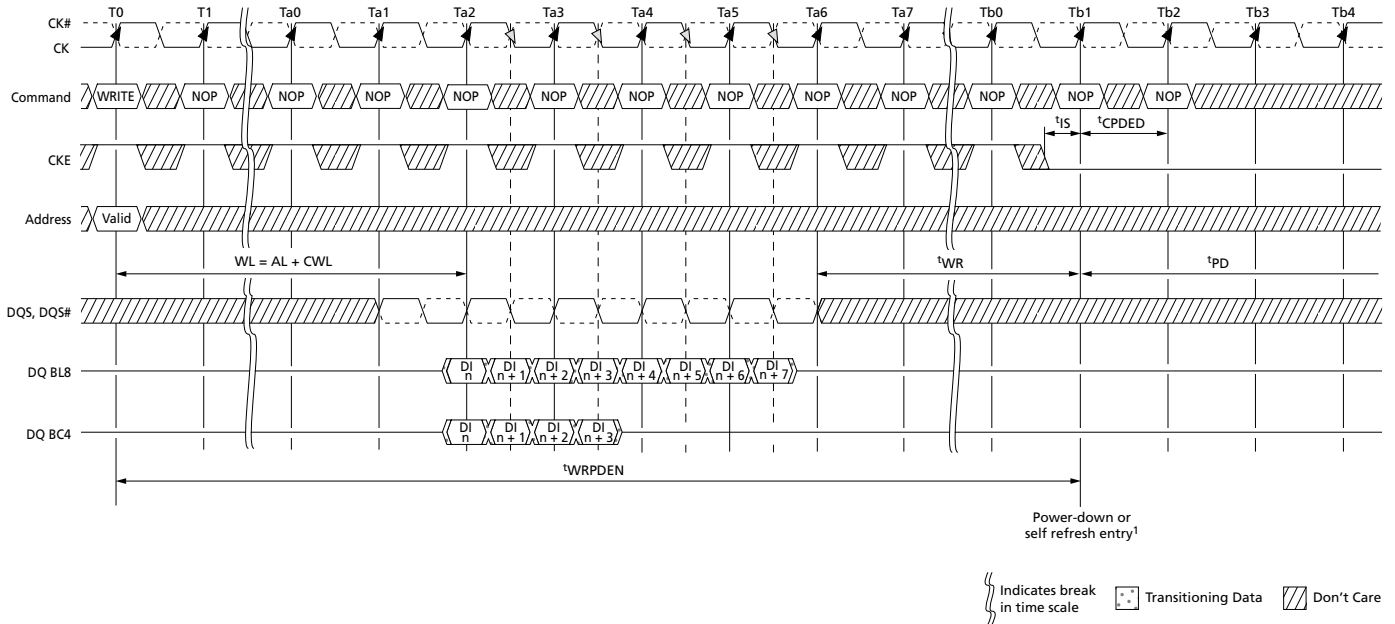 T0 T1 Ta0 Ta1 Ta2 Ta3 Ta4 Ta5 Ta6 Ta7 Tb0 Tb1 Tb2 Tb3 Tb4
CK#
CK
Command WRITE NOP NOP NOP NOP NOP NOP NOP NOP NOP NOP NOP NOP
tIS tCPDED
CKE
Address Valid
WL = AL + CWL tWR tPD
DQS, DQS#
DQ BL8 DI n DI n + 1 DI n + 2 DI n + 3 DI n + 4 DI n + 5 DI n + 6 DI n + 7
DQ BC4 DI n DI n + 1 DI n + 2 DI n + 3
tWRPDEN
Power-down or
self refresh entry1
Indicates break
in time scale
Transitioning Data
Don't Care